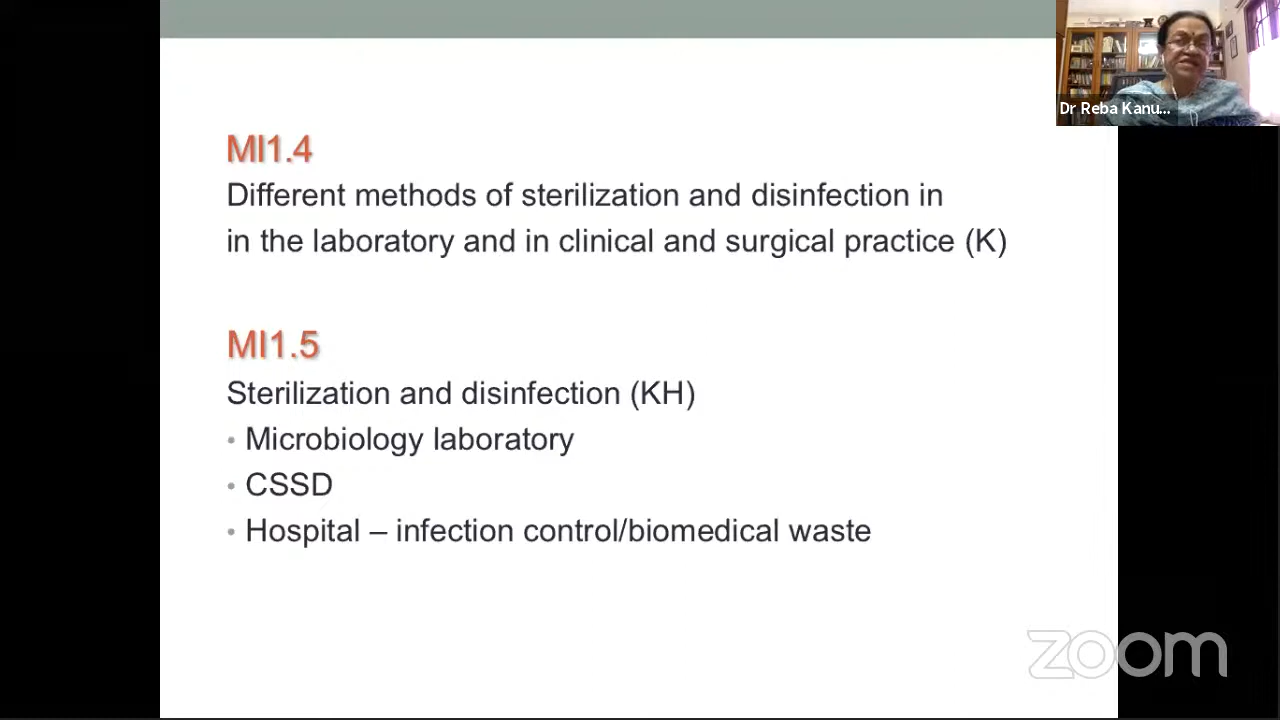 Dr Reba Kanu...
MI1.4
Different methods of sterilization and disinfection in
in the laboratory and in clinical and surgical practice (K)
MI1.5
Sterilization and disinfection (KH)
• Microbiology laboratory
• CSSD
• Hospital – infection control/biomedical waste
zoom